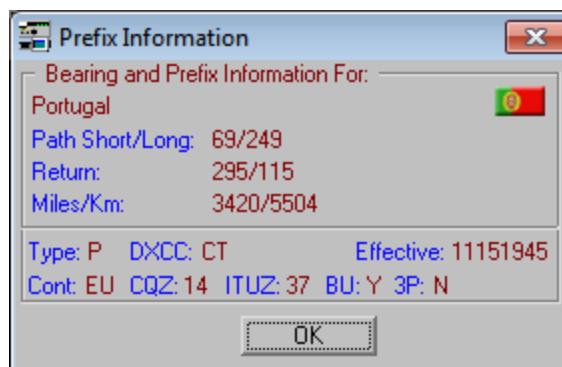 Prefix Information
Bearing and Prefix Information For:
Portugal
Path Short/Long: 69/249
Return: 295/115
Miles/Km: 3420/5504
Type: P DXCC: CT Effective: 11151945
Cont: EU CQZ: 14 ITUZ: 37 BU: Y 3P: N
OK